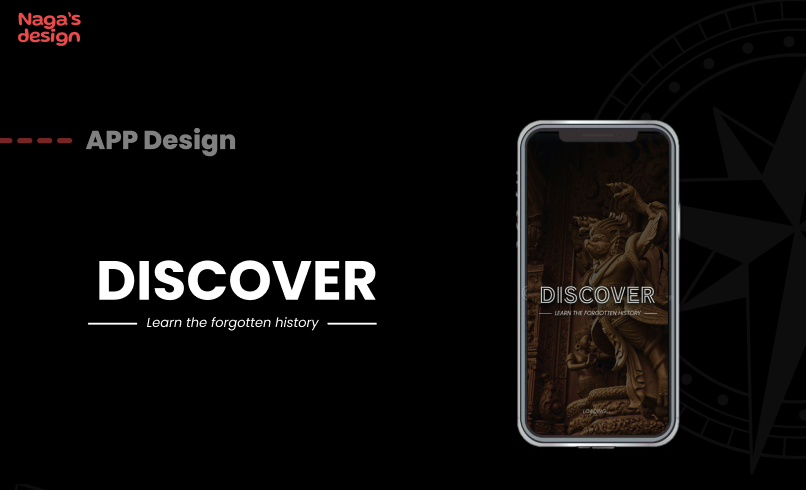 Naga's
design
APP Design
DISCOVER
Learn the forgotten history
DISCOVER
LEARN THE FORGOTTEN HISTORY
LOADING...